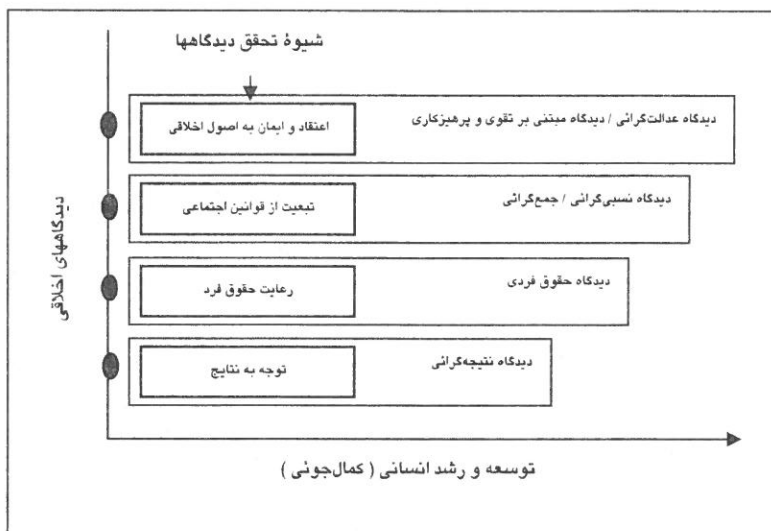 شیوهٔ تحقق دیدگاهها
دیدگاه عدالت‌گرائی / دیدگاه مبتنی بر تقوی و پرهیزکاری
اعتقاد و ایمان به اصول اخلاقی
دیدگاه نسبی‌گرائی / جمع‌گرائی
تبعیت از قوانین اجتماعی
دیدگاه حقوق فردی
رعایت حقوق فرد
دیدگاه نتیجه‌گرائی
توجه به نتایج
دیدگاههای اخلاقی
توسعه و رشد انسانی ( کمال‌جوئی )